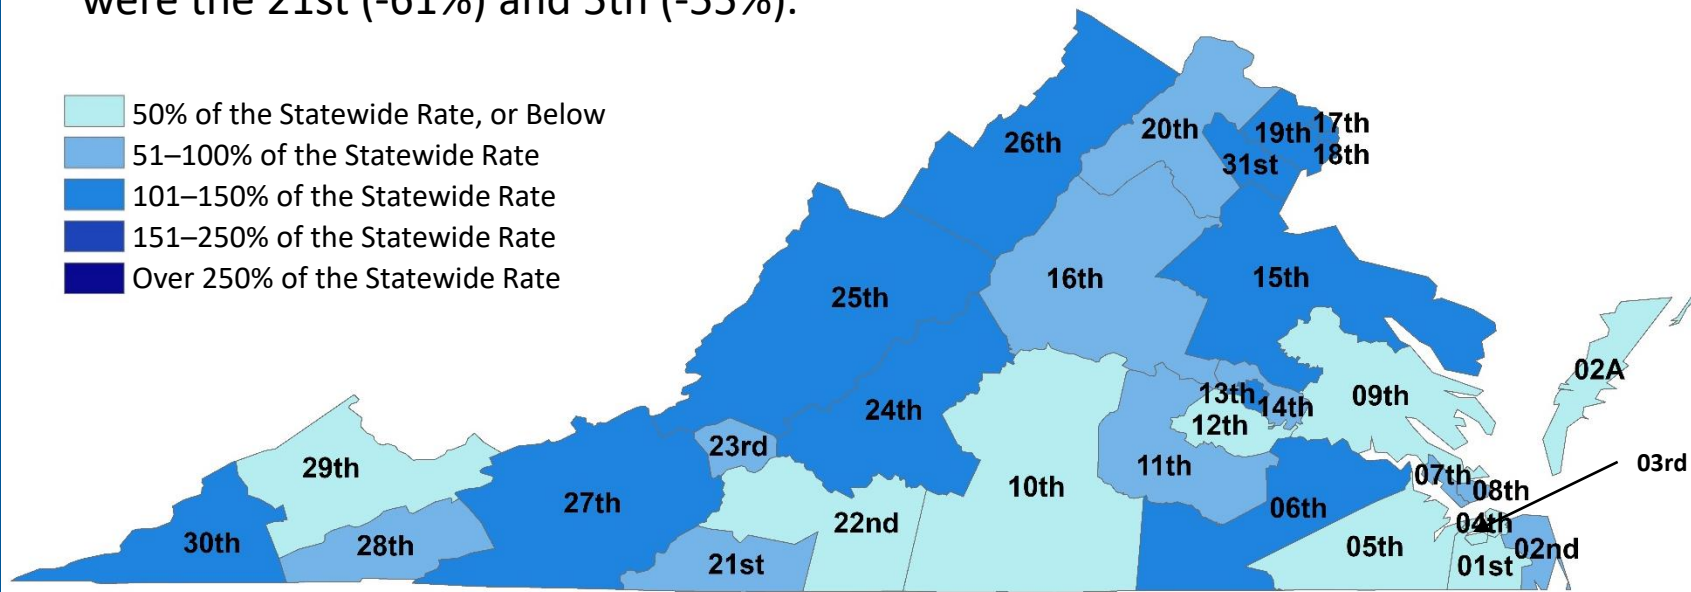 were the 21st (-61%) and 5th (-55%).
50% of the Statewide Rate, or Below
51–100% of the Statewide Rate
101–150% of the Statewide Rate
151–250% of the Statewide Rate
Over 250% of the Statewide Rate
26th
20th
19th
17th
18th
31st
25th
16th
15th
02A
24th
13th
14th
09th
12th
23rd
29th
11th
10th
27th
07th
03rd
08th
06th
22nd
04th
30th
28th
05th
02nd
21st
01st